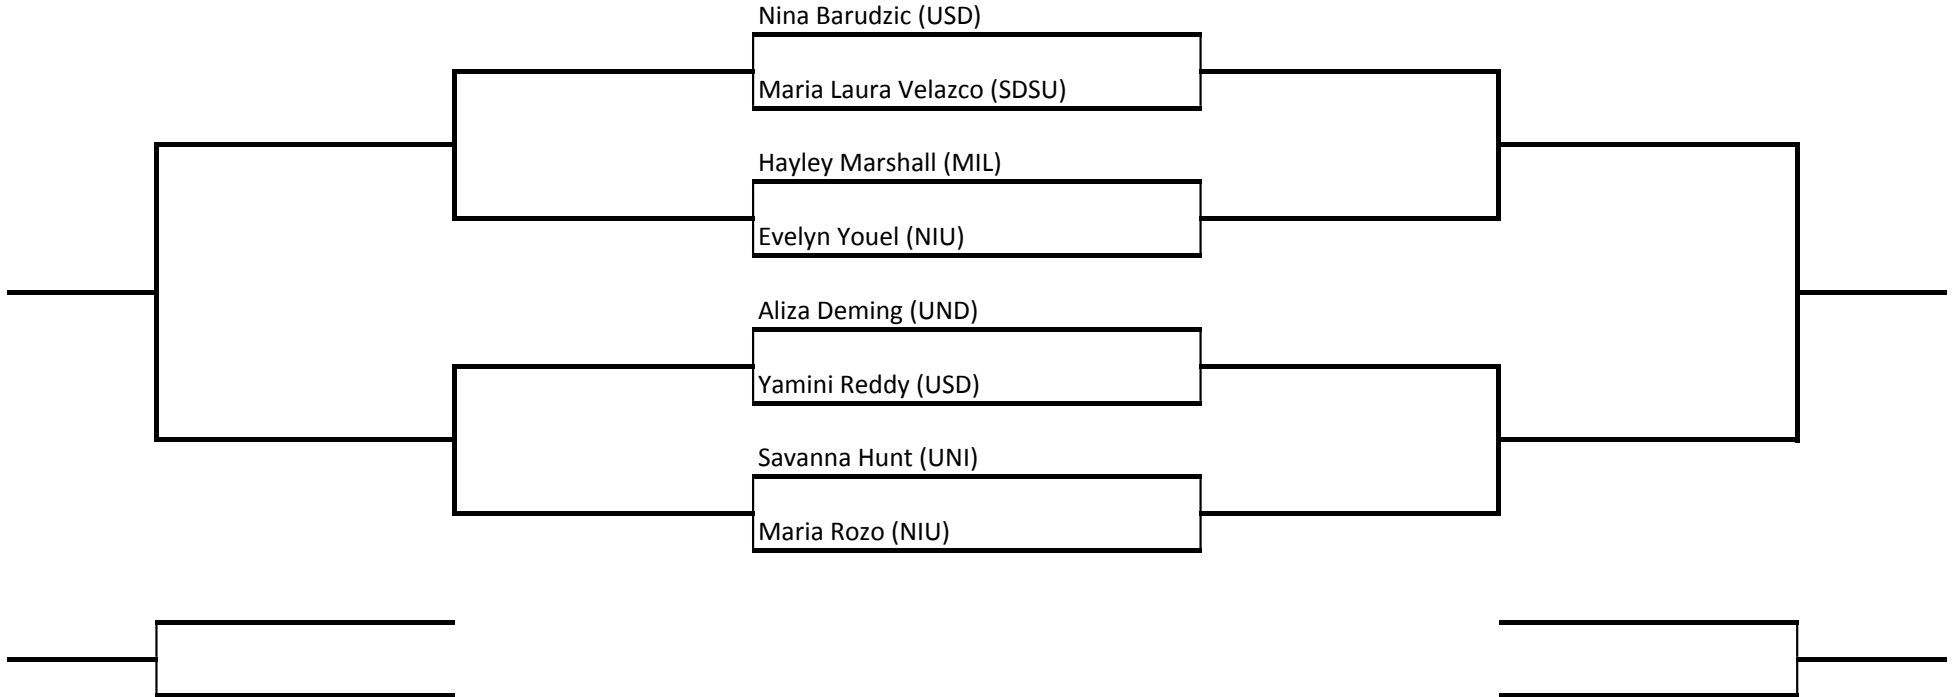 Nina Barudzic (USD)
Maria Laura Velazco (SDSU)
Hayley Marshall (MIL)
Evelyn Youel (NIU)
Aliza Deming (UND)
Yamini Reddy (USD)
Savanna Hunt (UNI)
Maria Rozo (NIU)